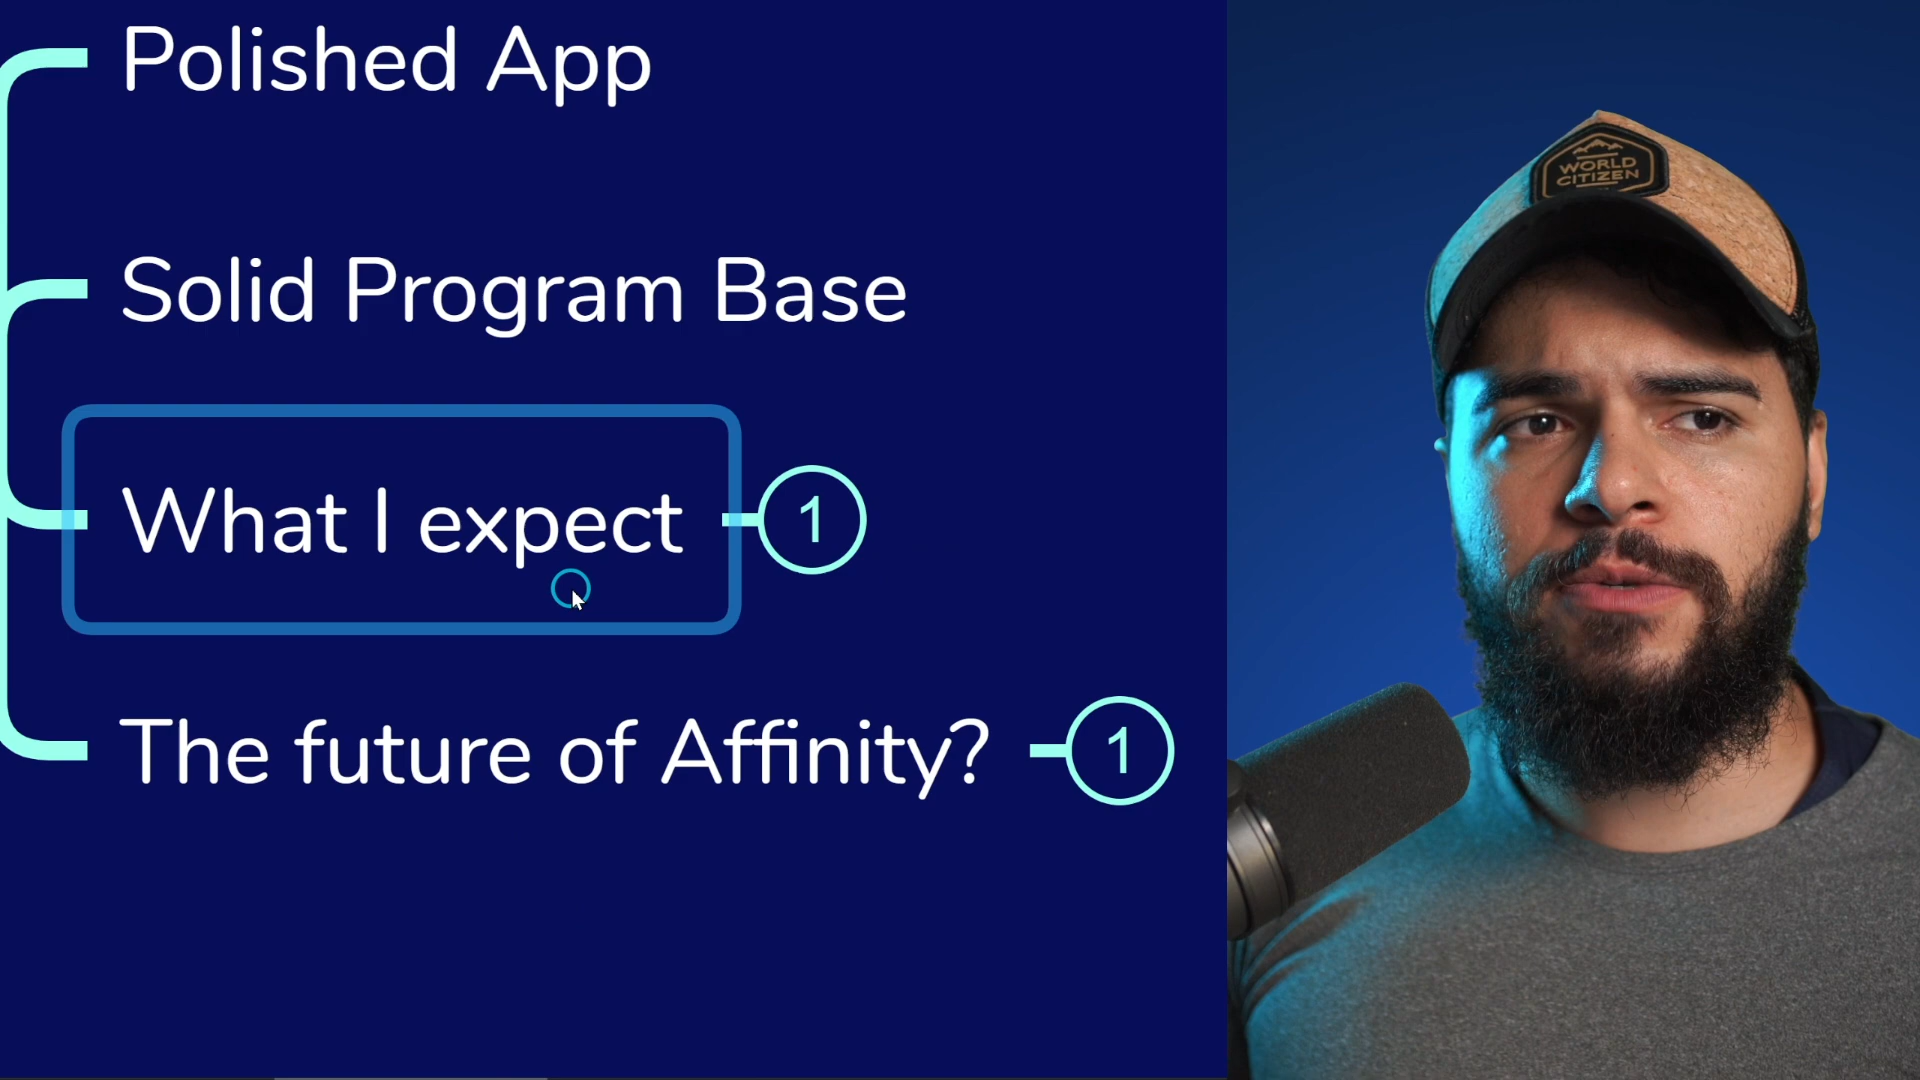 Polished App
Solid Program Base
What I expect
1
The future of Affinity?
1
WORLD
CITIZEN